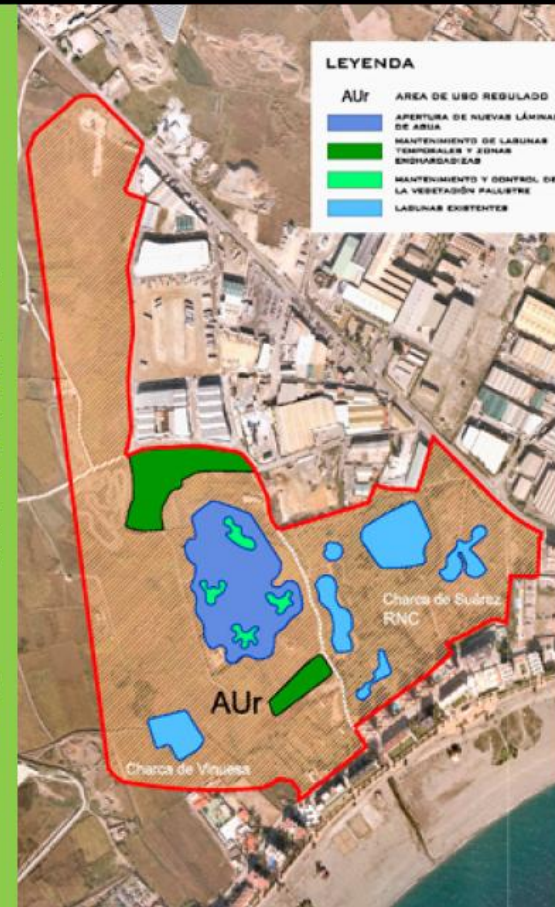 LEYENDA
AUr AREA DE USO REGULADO
APERTURA DE NUEVAS LÁMINAS
DE AGUA
MANTENIMIENTO DE LAGUNAS
TEMPORALES Y ZONAS
ENCHARCADIZAS
MANTENIMIENTO Y CONTROL DE
LA VEGETACIÓN PALUSTRE
LAGUNAS EXISTENTES
Charca de Suárez
RNC
AUr
Charca de Vinuesa